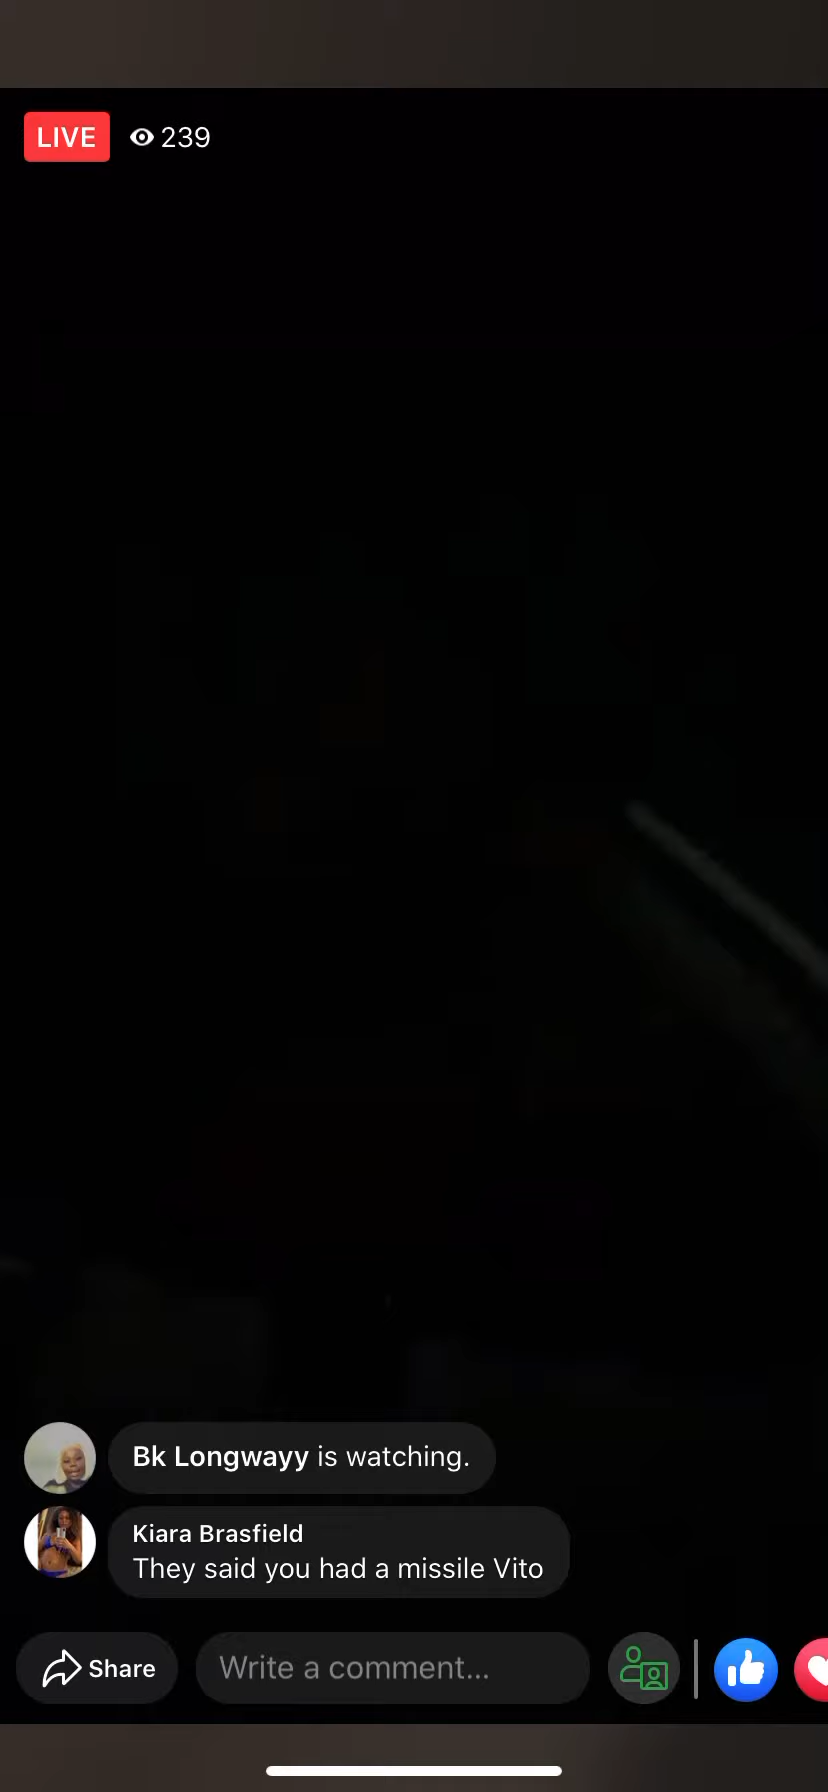 LIVE 239
Bk Longwayy is watching.
Kiara Brasfield
They said you had a missile Vito
Share
Write a comment...